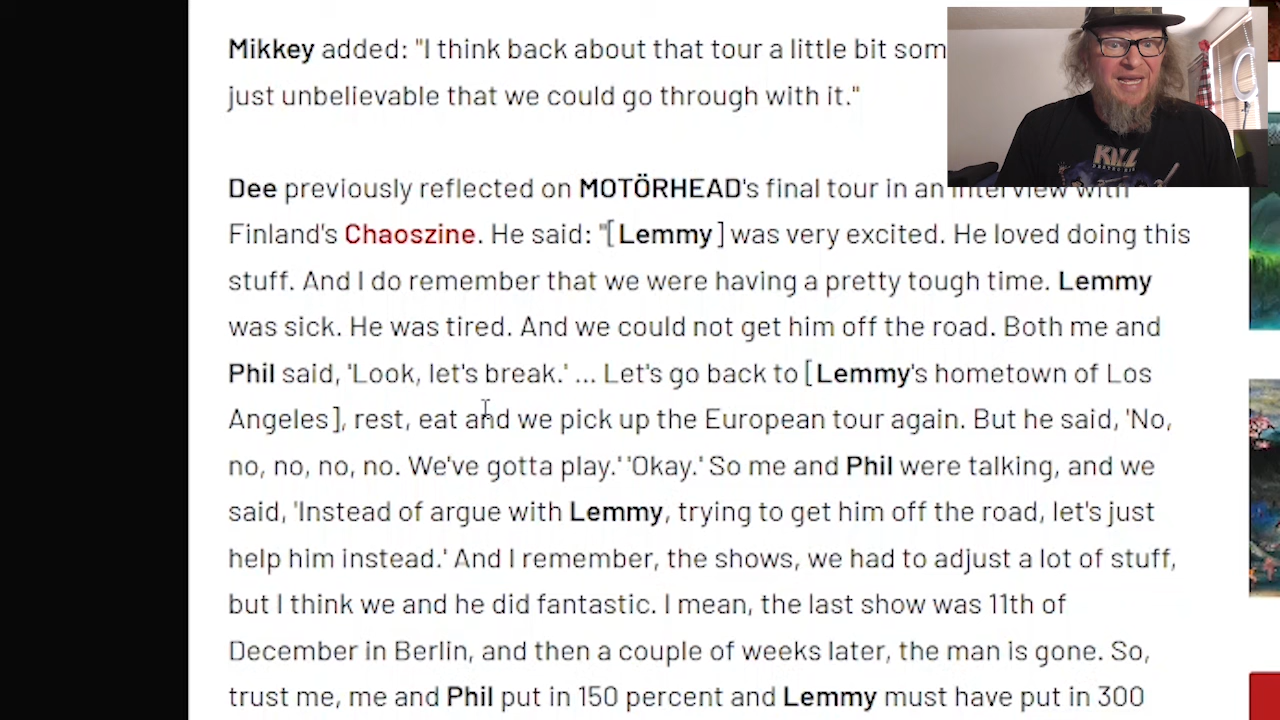 Mikkey added: "I think back about that tour a little bit som
just unbelievable that we could go through with it."
Dee previously reflected on MOTÖRHEAD's final tour in an interview with
Finland's Chaoszine. He said: "[Lemmy] was very excited. He loved doing this
stuff. And I do remember that we were having a pretty tough time. Lemmy
was sick. He was tired. And we could not get him off the road. Both me and
Phil said, 'Look, let's break.' ... Let's go back to [Lemmy's hometown of Los
Angeles], rest, eat and we pick up the European tour again. But he said, 'No,
no, no, no, no. We've gotta play.' 'Okay.' So me and Phil were talking, and we
said, 'Instead of argue with Lemmy, trying to get him off the road, let's just
help him instead.' And I remember, the shows, we had to adjust a lot of stuff,
but I think we and he did fantastic. I mean, the last show was 11th of
December in Berlin, and then a couple of weeks later, the man is gone. So,
trust me, me and Phil put in 150 percent and Lemmy must have put in 300